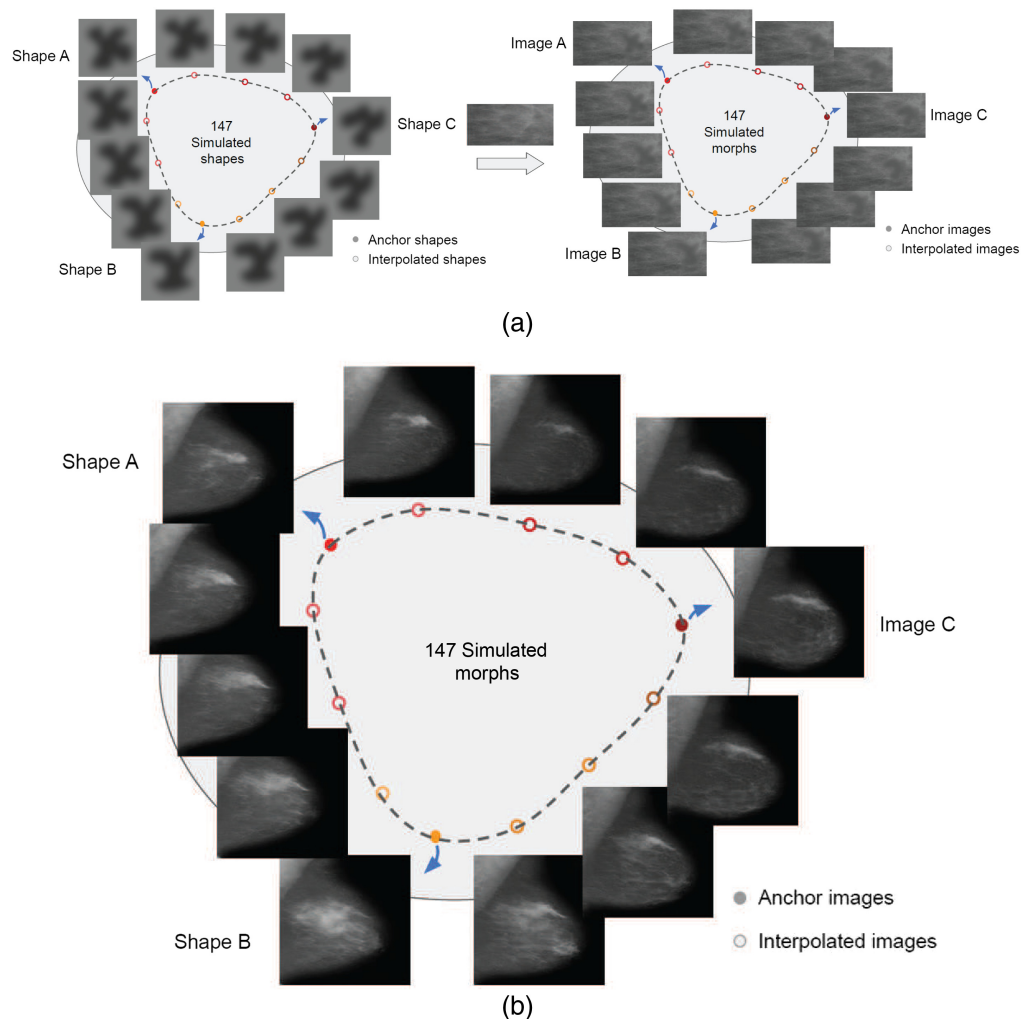 Shape A
147
Simulated
shapes
Shape C
Shape B
Anchor shapes
Interpolated shapes
Image A
147
Simulated
morphs
Image C
Image B
Anchor images
Interpolated images
(a)
Shape A
147 Simulated
morphs
Image C
Shape B
Anchor images
Interpolated images
(b)